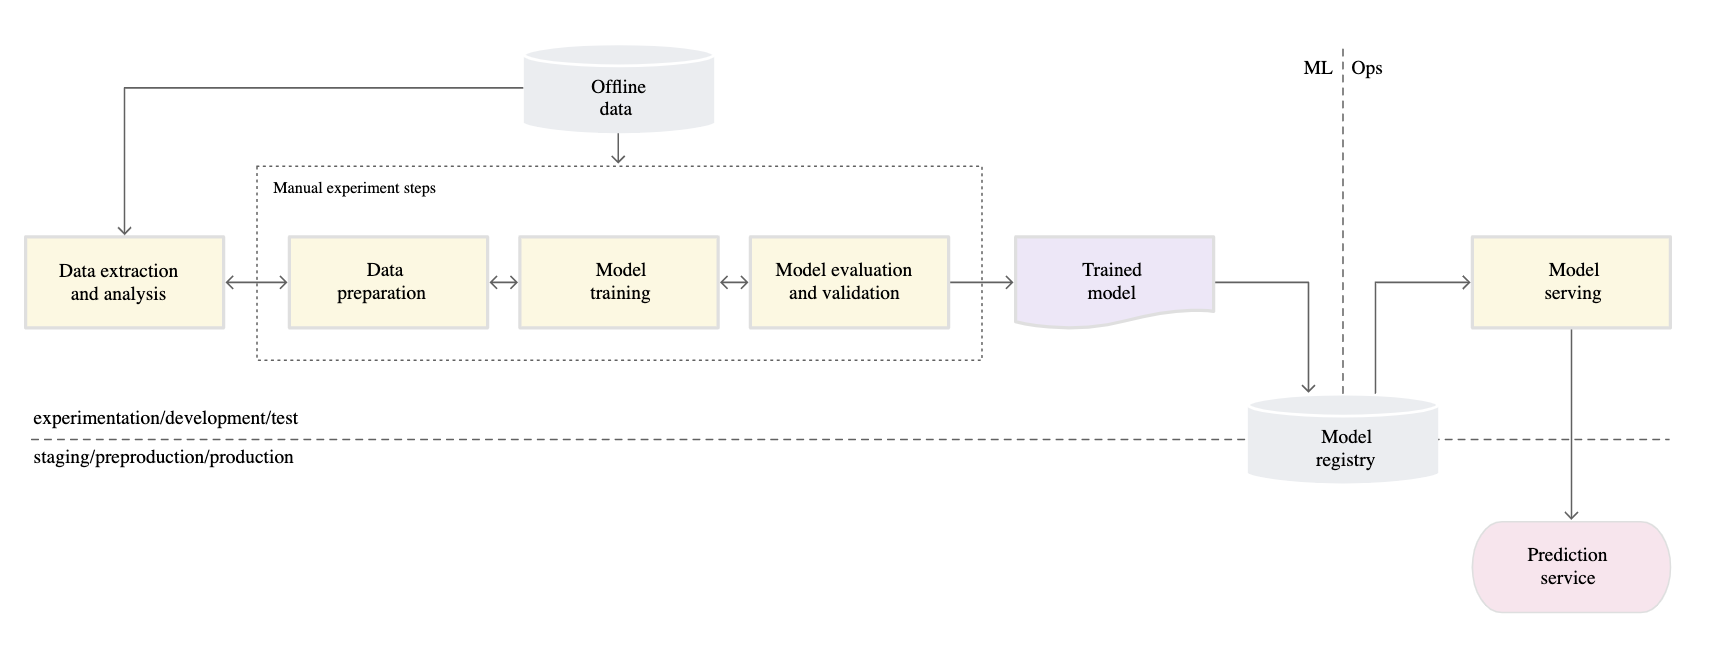 Offline
data
ML
Ops
Manual experiment steps
Data extraction
and analysis
Data
preparation
Model
training
Model evaluation
and validation
Trained
model
Model
serving
experimentation/development/test
staging/preproduction/production
Model
registry
Prediction
service